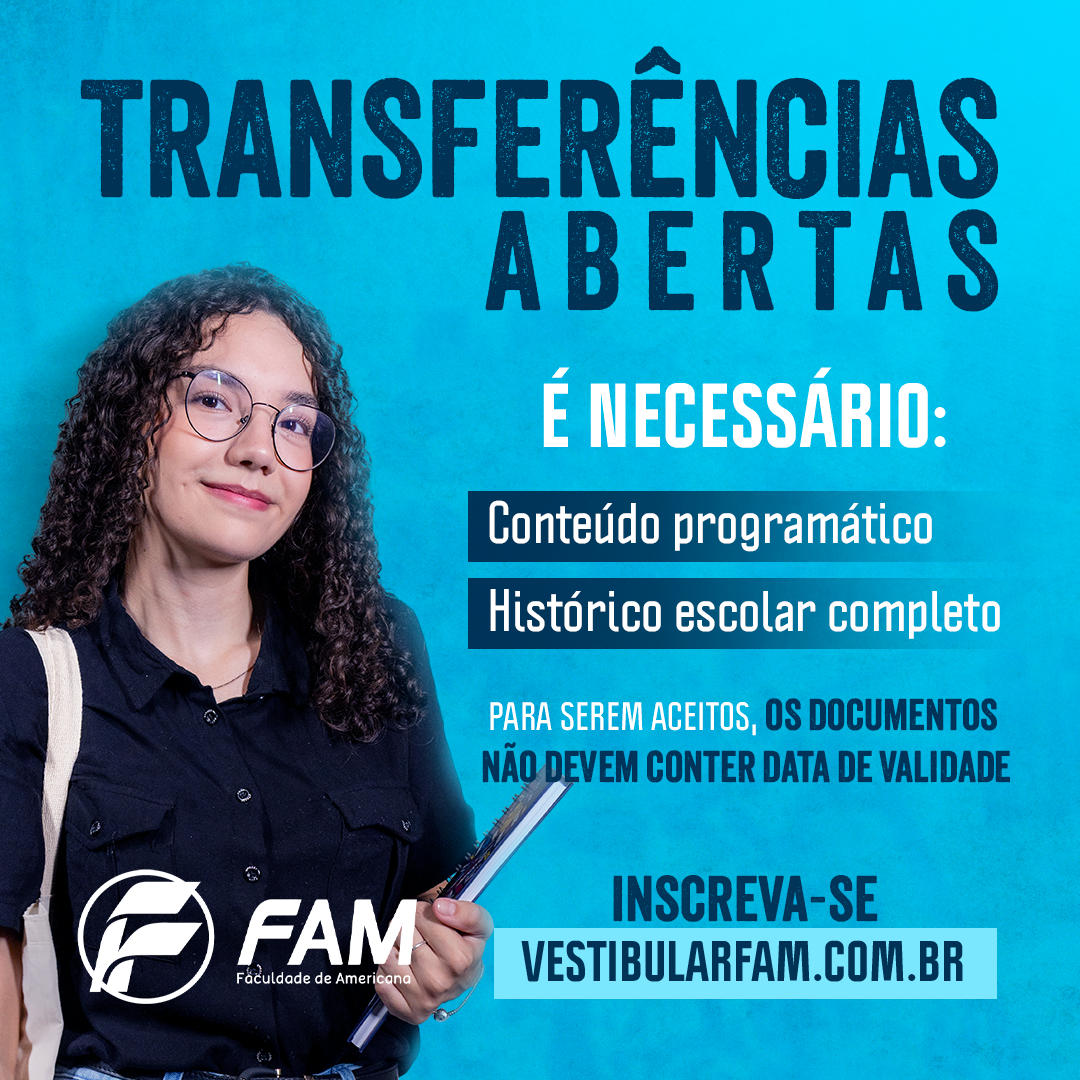 TRANSFERÊNCIAS
ABERTAS
É NECESSÁRIO:
Conteúdo programático
Histórico escolar completo
PARA SEREM ACEITOS, OS DOCUMENTOS
NÃO DEVEM CONTER DATA DE VALIDADE
INSCREVA-SE
VESTIBULARFAM.COM.BR
FAM
Faculdade de Americana